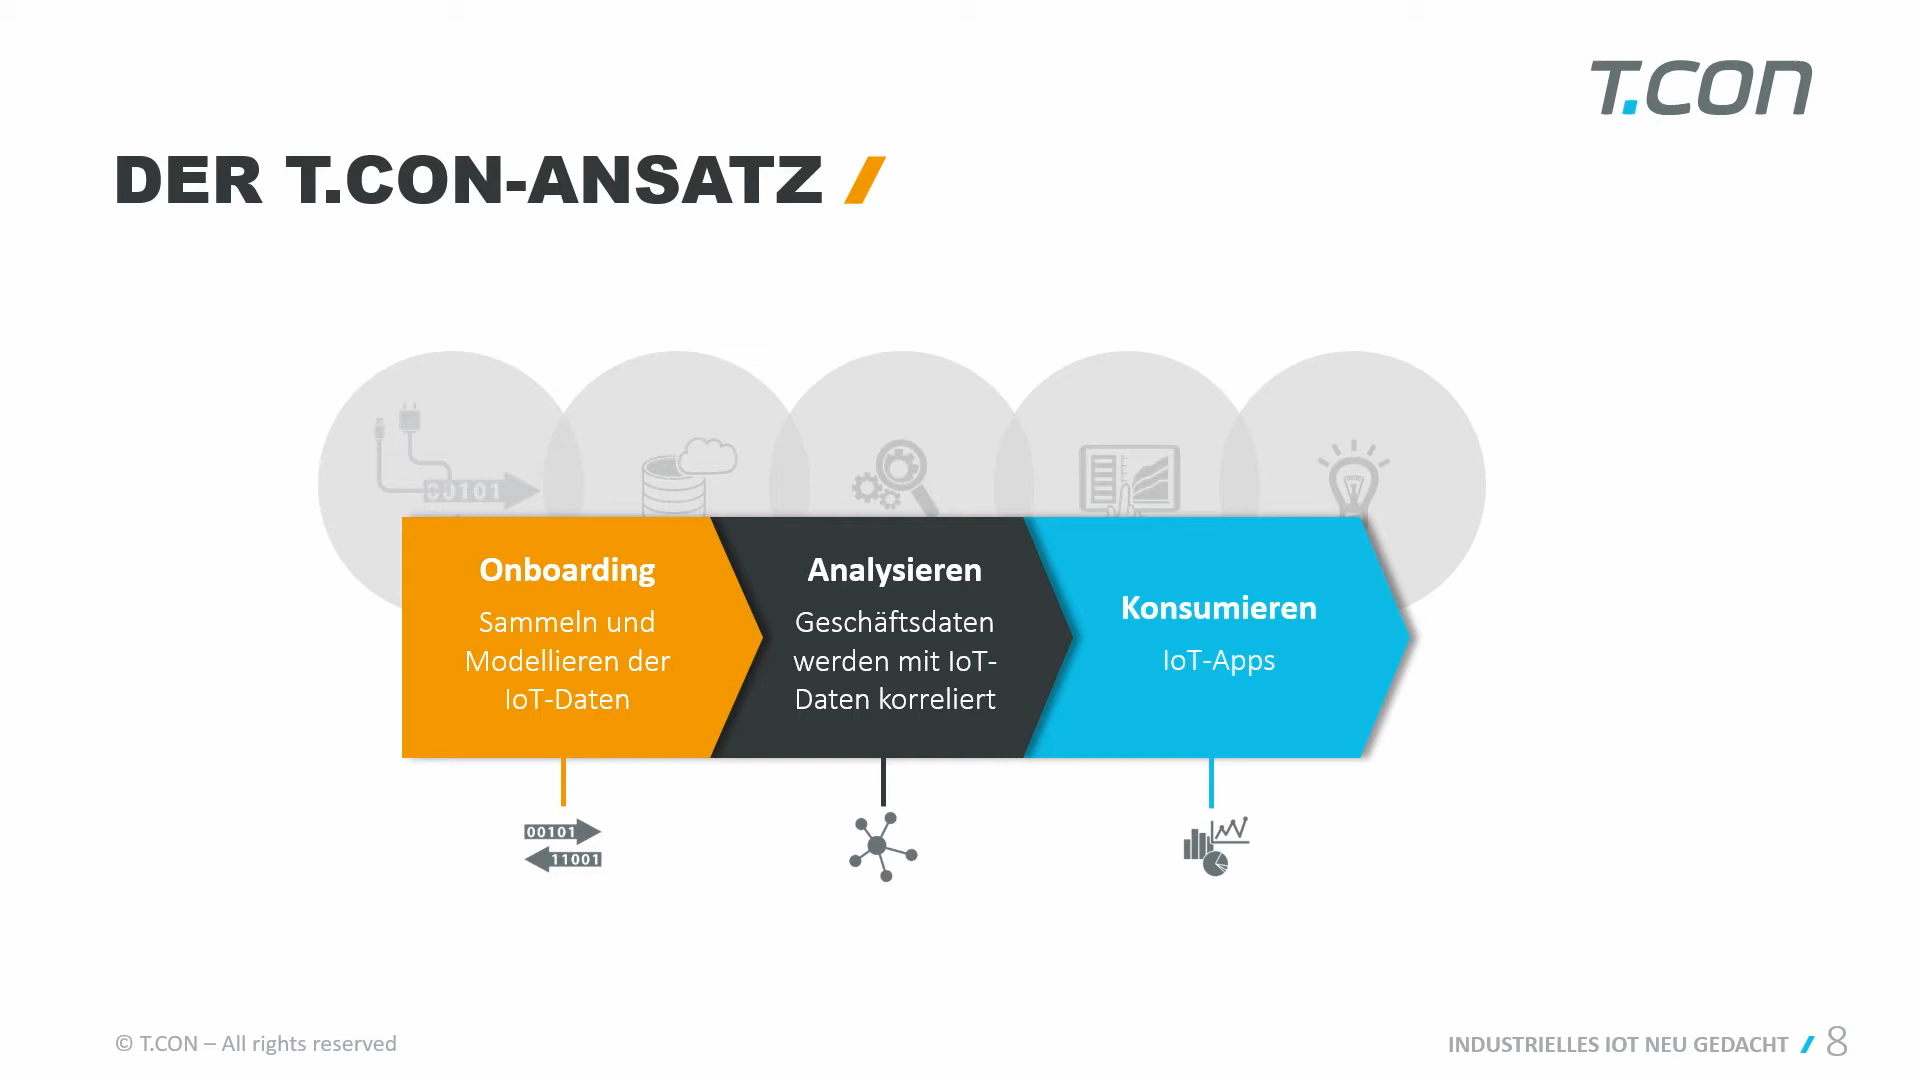 T.CON
DER T.CON-ANSATZ /
00101
Onboarding
Sammeln und
Modellieren der
IoT-Daten
Analysieren
Geschäftsdaten
werden mit IoT-
Daten korreliert
Konsumieren
IoT-Apps
00101
11001
© T.CON – All rights reserved
INDUSTRIELLES IOT NEU GEDACHT / 8